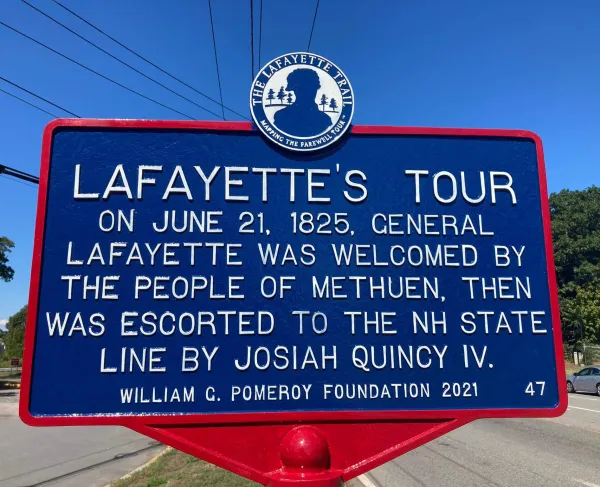 THE LAFAYETTE TRAIL
MAPPING THE FAREWELL TOUR
LAFAYETTE'S TOUR
ON JUNE 21, 1825, GENERAL
LAFAYETTE WAS WELCOMED BY
THE PEOPLE OF METHUEN, THEN
WAS ESCORTED TO THE NH STATE
LINE BY JOSIAH QUINCY IV.
WILLIAM G. POMEROY FOUNDATION 2021 47